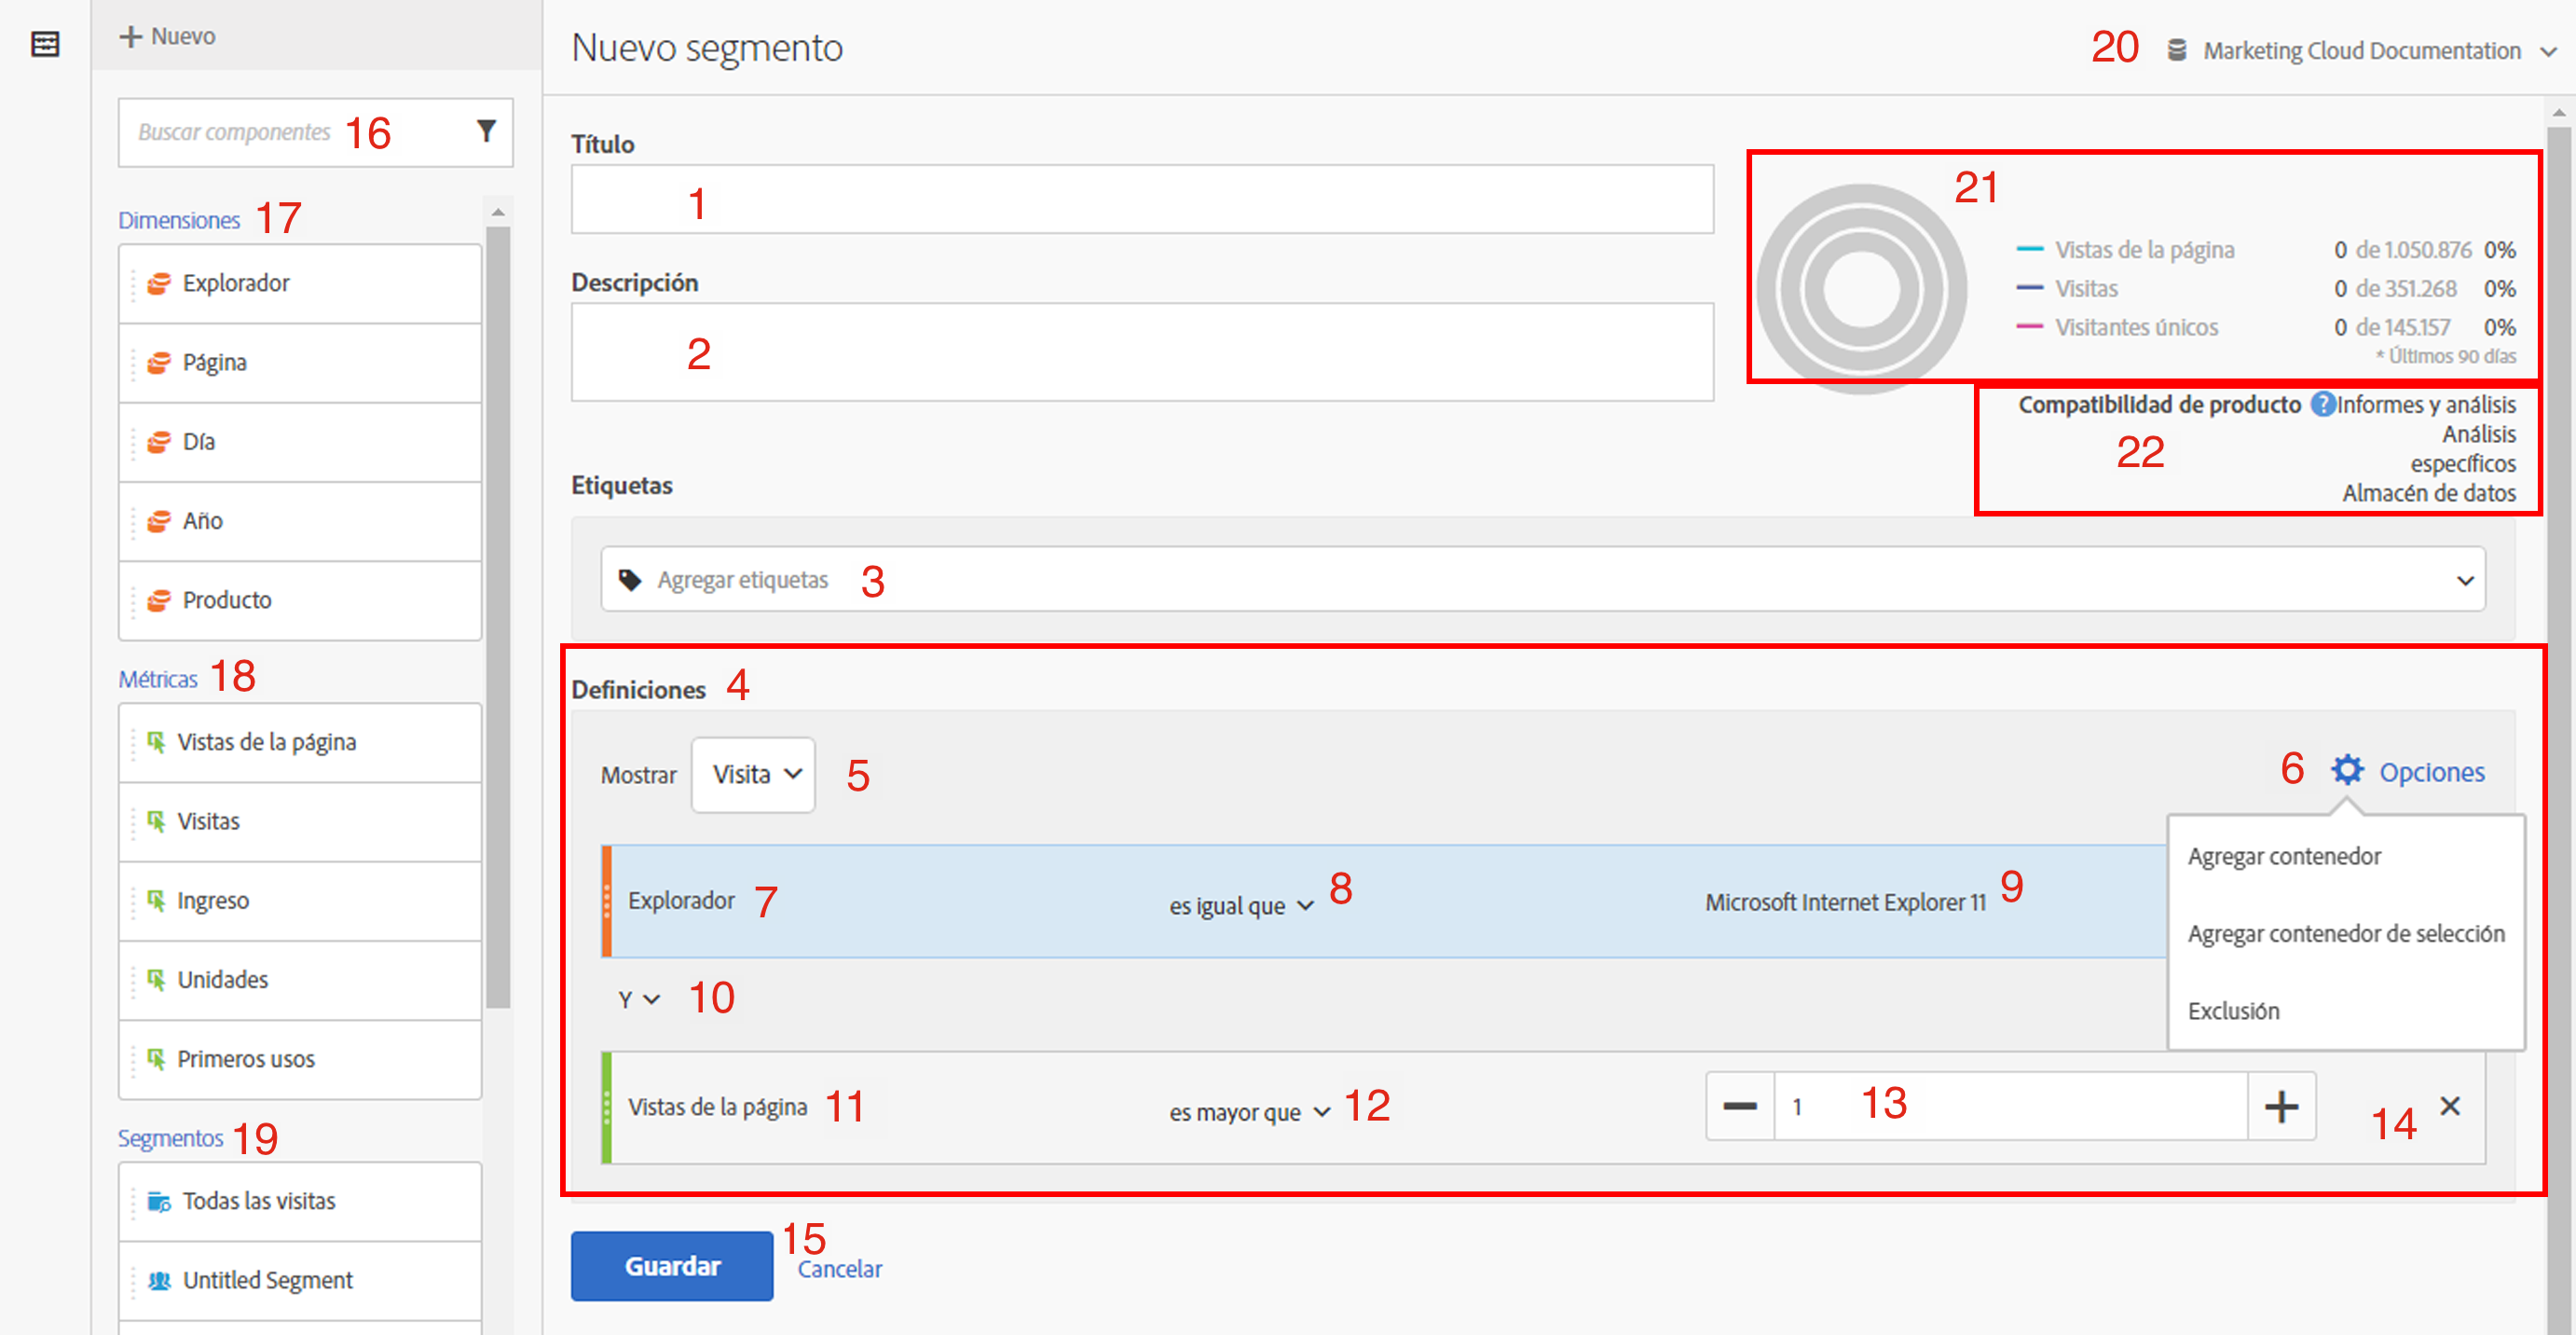 Nuevo
Buscar componentes 16
Dimensiones 17
Explorador
Página
Día
Año
Producto
Métricas 18
Vistas de la página
Visitas
Ingreso
Unidades
Primeros usos
Segmentos 19
Todas las visitas
Untitled Segment
Nuevo segmento
20 Marketing Cloud Documentation
Título
1
Descripción
2
21
Vistas de la página 0 de 1.050.876 0%
Visitas 0 de 351.268 0%
Visitantes únicos 0 de 145.157 0%
* Últimos 90 días
Compatibilidad de producto ? Informes y análisis
22
Análisis
específicos
Almacén de datos
Etiquetas
Agregar etiquetas 3
Definiciones 4
Mostrar Visita 5
6 Opciones
Agregar contenedor
Agregar contenedor de selección
Exclusión
Explorador 7 es igual que 8 Microsoft Internet Explorer 11 9
Y 10
Vistas de la página 11 es mayor que 12 1 13 14
Guardar 15 Cancelar